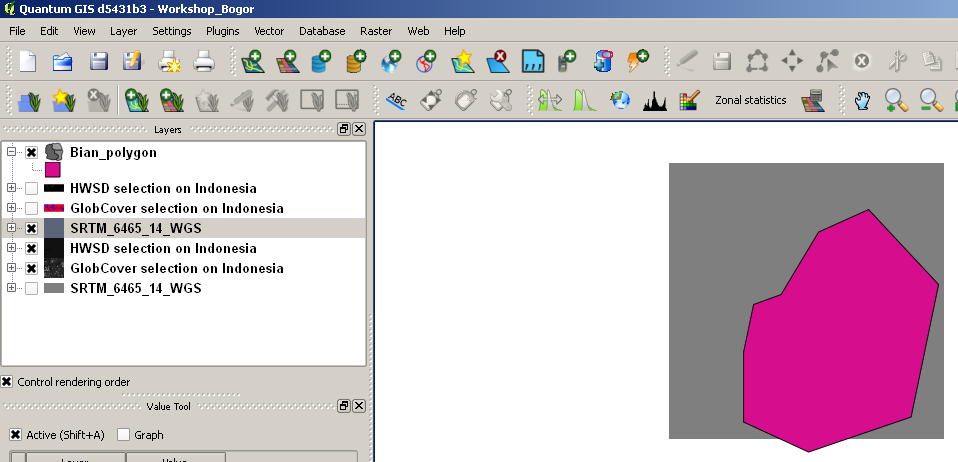 Quantum GIS d5431b3 - Workshop_Bogor
File Edit View Layer Settings Plugins Vector Database Raster Web Help
ABC Zonal statistics
Layers
Bian_polygon
HWSD selection on Indonesia
GlobCover selection on Indonesia
SRTM_6465_14_WGS
HWSD selection on Indonesia
GlobCover selection on Indonesia
SRTM_6465_14_WGS
Control rendering order
Value Tool
Active (Shift+A) Graph
Layer Value